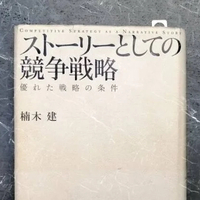 COMPETITIVE STRATEGY AS A NARRATIVE STORY
ストーリーとしての
競争戦略
優れた戦略の条件
楠木 建